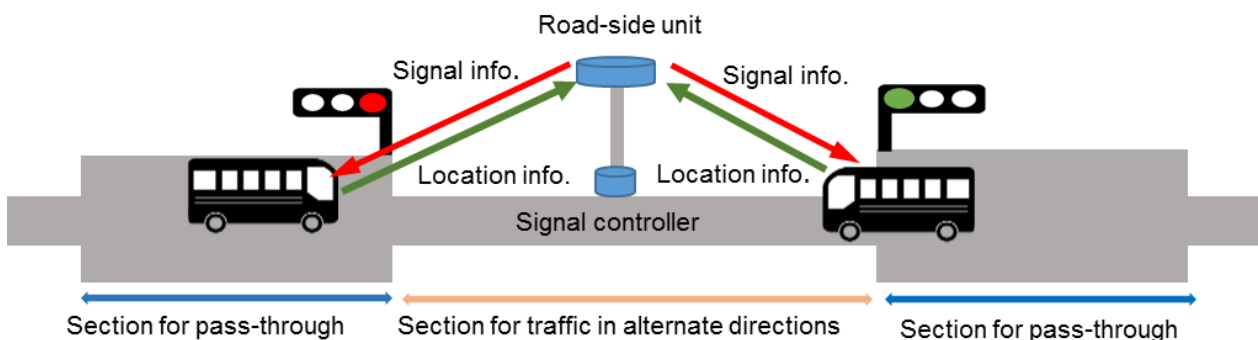 Road-side unit
Signal info.
Signal info.
Location info.
Location info.
Signal controller
Section for pass-through
Section for traffic in alternate directions
Section for pass-through